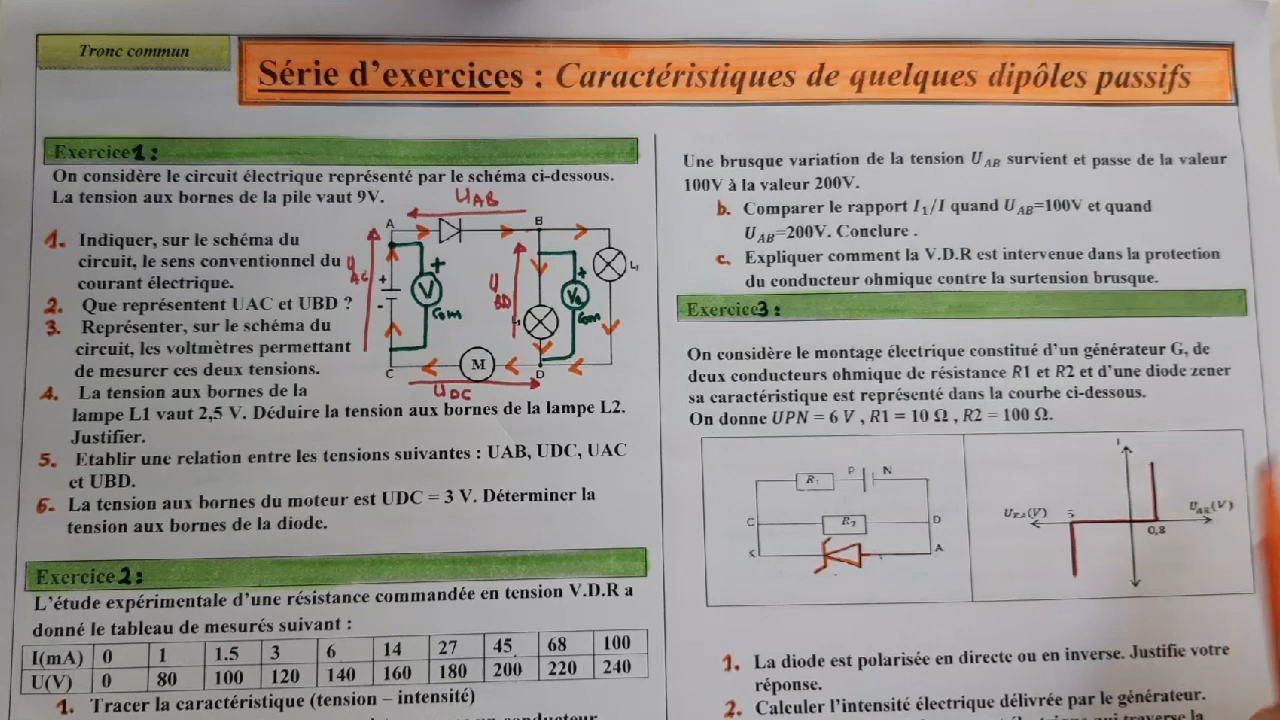 Tronc commun
Série d'exercices : Caractéristiques de quelques dipôles passifs
Exercice 1 :
On considère le circuit électrique représenté par le schéma ci-dessous.
La tension aux bornes de la pile vaut 9V.
1. Indiquer, sur le schéma du
circuit, le sens conventionnel du
courant électrique.
2. Que représentent UAC et UBD ?
3. Représenter, sur le schéma du
circuit, les voltmètres permettant
de mesurer ces deux tensions.
4. La tension aux bornes de la
lampe L1 vaut 2,5 V. Déduire la tension aux bornes de la lampe L2.
Justifier.
5. Etablir une relation entre les tensions suivantes : UAB, UDC, UAC
et UBD.
6- La tension aux bornes du moteur est UDC = 3 V. Déterminer la
tension aux bornes de la diode.
UAB
A
B
UAC
+
-
V
+
Com
UBD
V2
Com
L1
M
C
D
UDC
Exercice 2 :
L'étude expérimentale d'une résistance commandée en tension V.D.R a
donné le tableau de mesurés suivant :
I(mA) 0 1 1.5 3 6 14 27 45 68 100
U(V) 0 80 100 120 140 160 180 200 220 240
1. Tracer la caractéristique (tension – intensité)
Une brusque variation de la tension UAB survient et passe de la valeur
100V à la valeur 200V.
b. Comparer le rapport I1/I quand UAB=100V et quand
UAB=200V. Conclure .
c. Expliquer comment la V.D.R est intervenue dans la protection
du conducteur ohmique contre la surtension brusque.
Exercice 3 :
On considère le montage électrique constitué d'un générateur G, de
deux conducteurs ohmique de résistance R1 et R2 et d'une diode zener
sa caractéristique est représenté dans la courbe ci-dessous.
On donne UPN = 6 V , R1 = 10 Ω , R2 = 100 Ω.
R1
P
N
C
R2
D
K
A
I
UKA(V)
5
UAK(V)
0,8
1. La diode est polarisée en directe ou en inverse. Justifie votre
réponse.
2. Calculer l'intensité électrique délivrée par le générateur.